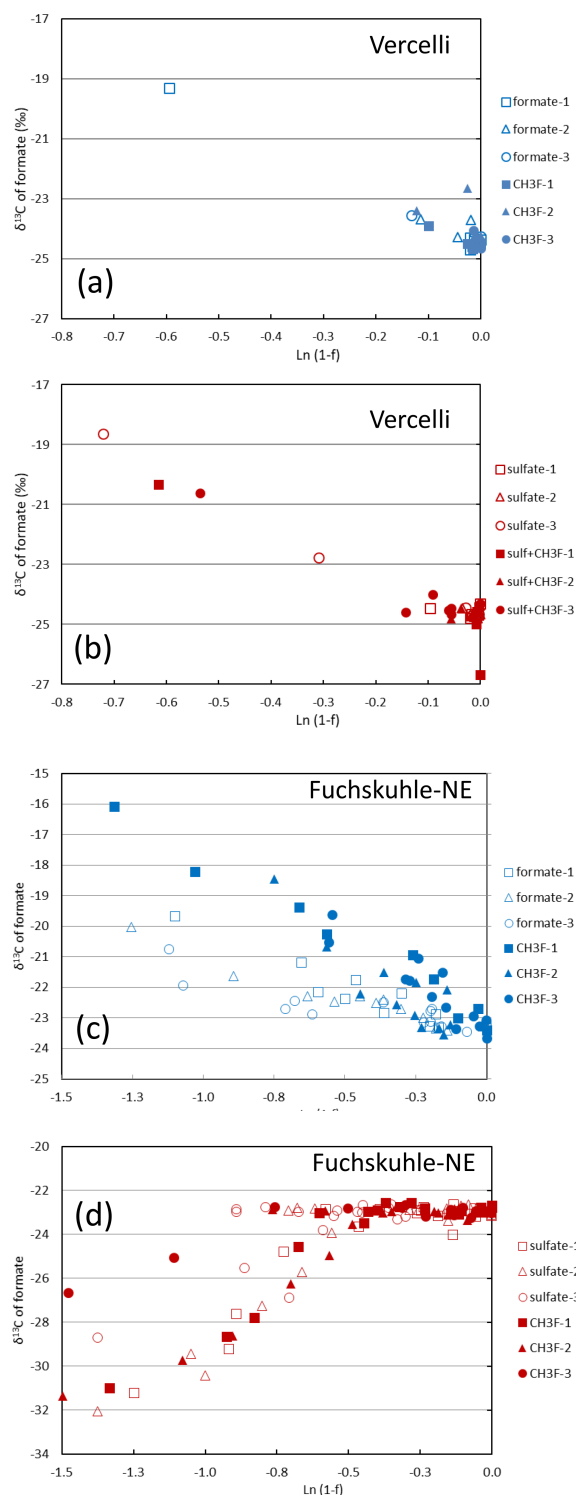 -17
Vercelli
-19
-21
-23
-25
-27
δ¹³C of formate (‰)
(a)
-0.8 -0.7 -0.6 -0.5 -0.4 -0.3 -0.2 -0.1 0.0
Ln (1-f)
formate-1
formate-2
formate-3
CH3F-1
CH3F-2
CH3F-3
-17
Vercelli
-19
-21
-23
-25
-27
δ¹³C of formate (‰)
(b)
-0.8 -0.7 -0.6 -0.5 -0.4 -0.3 -0.2 -0.1 0.0
Ln (1-f)
sulfate-1
sulfate-2
sulfate-3
sulf+CH3F-1
sulf+CH3F-2
sulf+CH3F-3
-15
Fuchskuhle-NE
-16
-17
-18
-19
-20
-21
-22
-23
-24
-25
δ¹³C of formate
(c)
-1.5 -1.3 -1.0 -0.8 -0.5 -0.3 0.0
(1-f)
formate-1
formate-2
formate-3
CH3F-1
CH3F-2
CH3F-3
-20
Fuchskuhle-NE
-22
-24
-26
-28
-30
-32
-34
δ¹³C of formate
(d)
-1.5 -1.3 -1.0 -0.8 -0.5 -0.3 0.0
Ln (1-f)
sulfate-1
sulfate-2
sulfate-3
CH3F-1
CH3F-2
CH3F-3